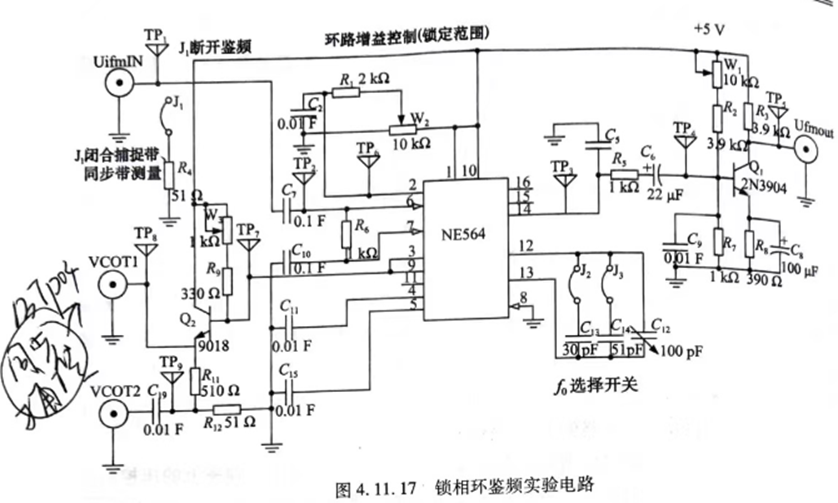 TP₁
J₁断开鉴频
环路增益控制(锁定范围)
+5 V
UifmIN
R₁ 2 kΩ
W₁
10 kΩ
TP₅
J₁
C₂
0.01 F
W₂
10 kΩ
R₂
3.9 kΩ
R₃
3.9 kΩ
Ufmout
J₁闭合捕捉带
同步带测量
R₄
51 Ω
TP₂
TP₆
1
10
C₅
TP₃
R₅
1 kΩ
C₆
+
22 μF
TP₄
Q₁
2N3904
C₇
0.1 F
2
6
7
3
9
11
4
5
NE564
16
15
14
12
13
8
W₃
1 kΩ
TP₇
R₆
1 kΩ
C₁₀
0.1 F
TP₈
VCOT1
R₉
330 Ω
Q₂
9018
C₁₁
0.01 F
C₉
0.01 F
R₇
1 kΩ
R₈
390 Ω
+
C₈
100 μF
J₂
J₃
C₁₃
30 pF
C₁₄
51pF
C₁₂
100 pF
TP₉
R₁₁
510 Ω
C₁₅
0.01 F
VCOT2
C₁₉
0.01 F
R₁₂ 51 Ω
f₀选择开关
图 4.11.17 锁相环鉴频实验电路